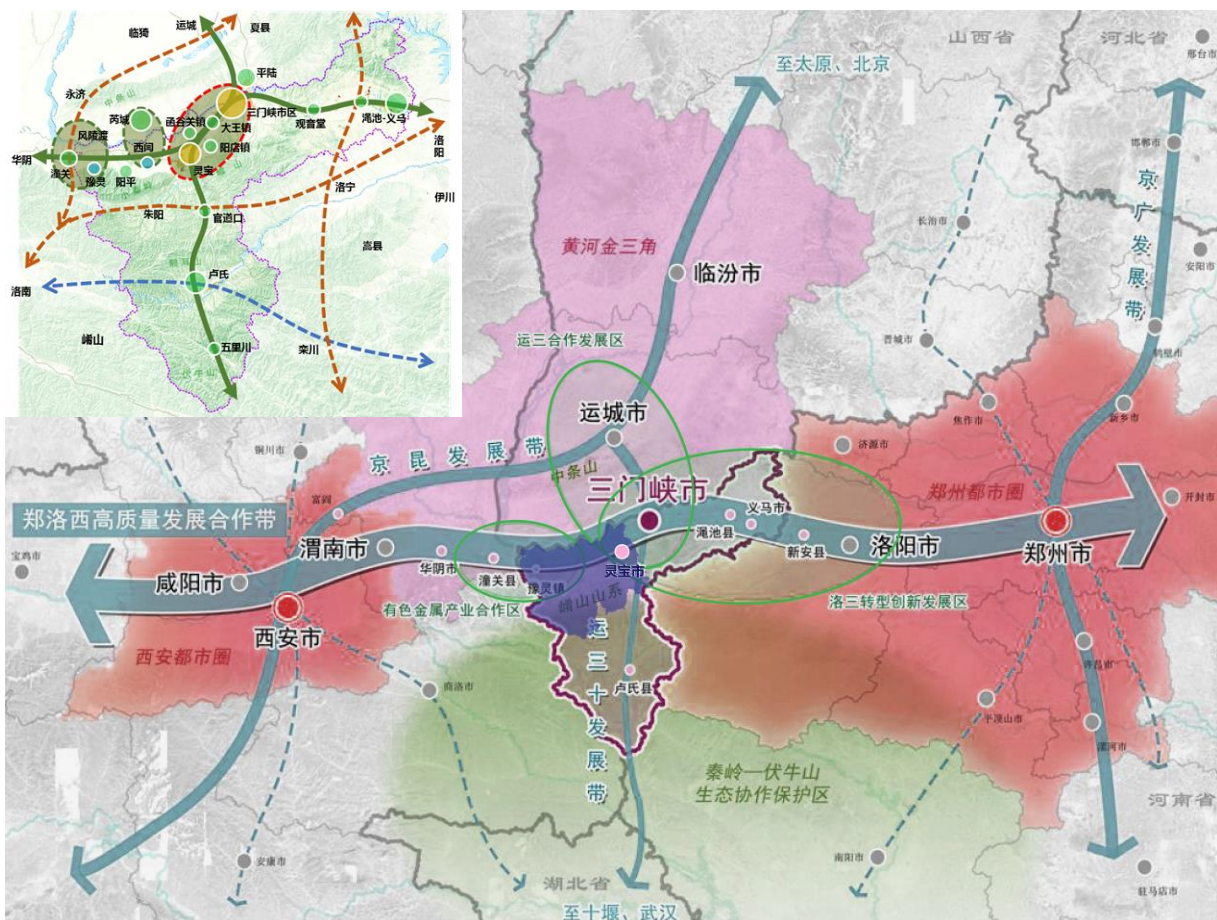 临猗
运城
夏县
平陆
永济
中条山
芮城
函谷关镇
三门峡市区
大王镇
观音堂
渑池·义马
风陵渡
西阎
阳店镇
洛阳
华阴
潼关
豫灵
阳平
灵宝
洛宁
伊川
朱阳
官道口
嵩县
卢氏
洛南
崤山
五里川
栾川
伏牛山
山西省
河北省
邢台市
至太原、北京
邯郸市
京广发展带
长治市
黄河金三角
临汾市
安阳市
运三合作发展区
晋城市
鹤壁市
运城市
焦作市
新乡市
铜川市
京昆发展带
中条山
济源市
三门峡市
郑州都市圈
富阎
义马市
开封市
郑洛西高质量发展合作带
渭南市
渑池县
新安县
洛阳市
郑州市
宝鸡市
华阴市
潼关县
豫灵镇
灵宝市
咸阳市
崤山山系
有色金属产业合作区
洛三转型创新发展区
西安市
运三十发展带
许昌市
西安都市圈
商洛市
卢氏县
平顶山市
漯河市
秦岭—伏牛山
生态协作保护区
河南省
安康市
南阳市
湖北省
驻马店市
至十堰、武汉